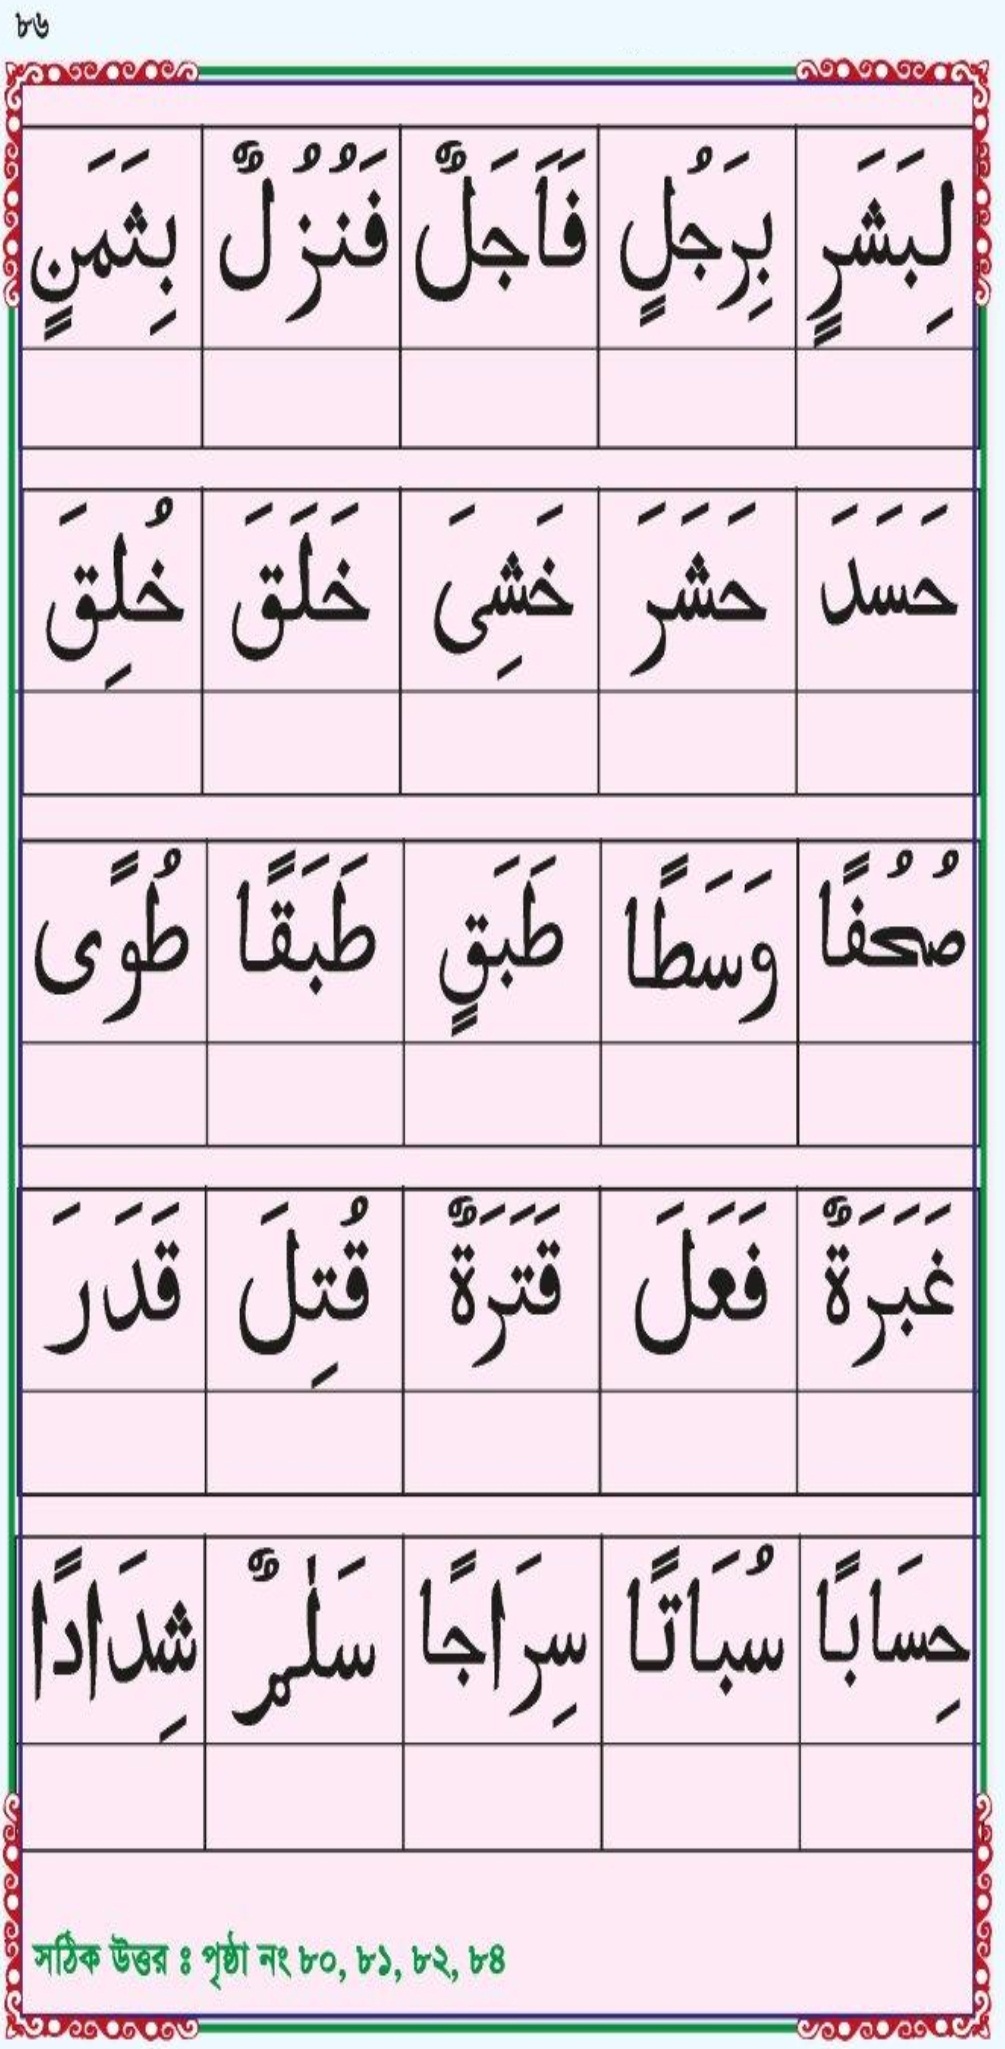 ৮৬
لِبَشَرٍ بِرَجُلٍ فَاَجَلٌ فَنُزُلٌ بِثَمَنٍ
حَسَدَ حَشَرَ خَشِىَ خَلَقَ خُلِقَ
صُحُفًا وَسَطًا طَبَقٍ طَبَقًا طُوًى
غَبَرَةٌ فَعَلَ قَتَرَةٌ قُتِلَ قَدَرَ
حِسَابًا سُبَاتًا سِرَاجًا سَلٰمٌ شِدَادًا
সঠিক উত্তর ঃ পৃষ্ঠা নং ৮০, ৮১, ৮২, ৮৪